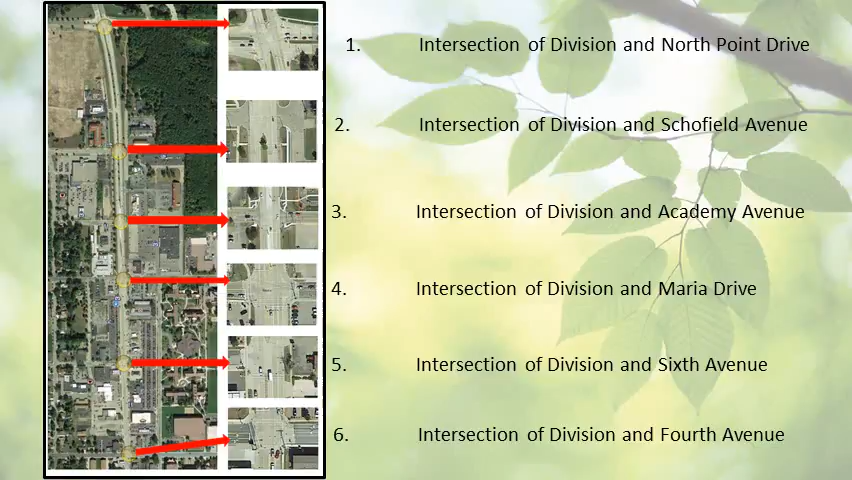 1. Intersection of Division and North Point Drive
2. Intersection of Division and Schofield Avenue
3. Intersection of Division and Academy Avenue
4. Intersection of Division and Maria Drive
5. Intersection of Division and Sixth Avenue
6. Intersection of Division and Fourth Avenue